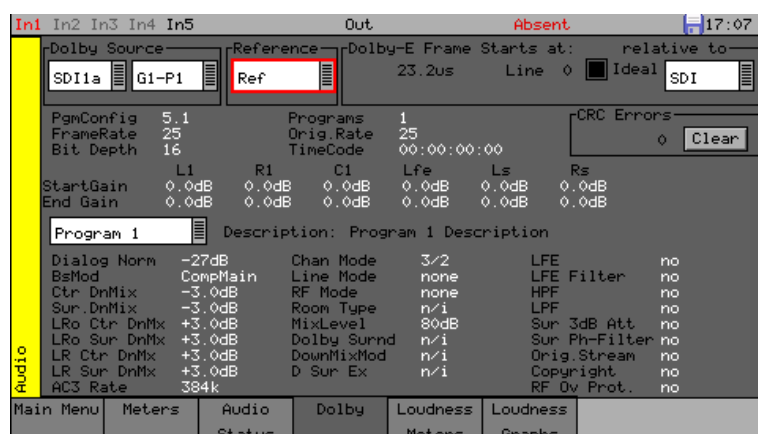 In1 In2 In3 In4 In5 Out Absent 17:07
Dolby Source Reference Dolby-E Frame Starts at: relative to
SDI1a G1-P1 Ref 23.2us Line 0 Ideal SDI
PgmConfig 5.1 Programs 1 CRC Errors
FrameRate 25 Orig.Rate 25 0 Clear
Bit Depth 16 TimeCode 00:00:00:00
L1 R1 C1 Lfe Ls Rs
StartGain 0.0dB 0.0dB 0.0dB 0.0dB 0.0dB 0.0dB
End Gain 0.0dB 0.0dB 0.0dB 0.0dB 0.0dB 0.0dB
Program 1 Description: Program 1 Description
Dialog Norm -27dB Chan Mode 3/2 LFE no
BsMod CompMain Line Mode none LFE Filter no
Ctr DnMix -3.0dB RF Mode none HPF no
Sur.DnMix -3.0dB Room Type n/i LPF no
LRo Ctr DnMx +3.0dB MixLevel 80dB Sur 3dB Att no
LRo Sur DnMx +3.0dB Dolby Surnd n/i Sur Ph-Filter no
LR Ctr DnMx +3.0dB DownMixMod n/i Orig.Stream no
LR Sur DnMx +3.0dB D Sur Ex n/i Copyright no
AC3 Rate 384k RF Ov Prot. no
Audio
Main Menu Meters Audio Dolby Loudness Loudness
Status Meters Graphs